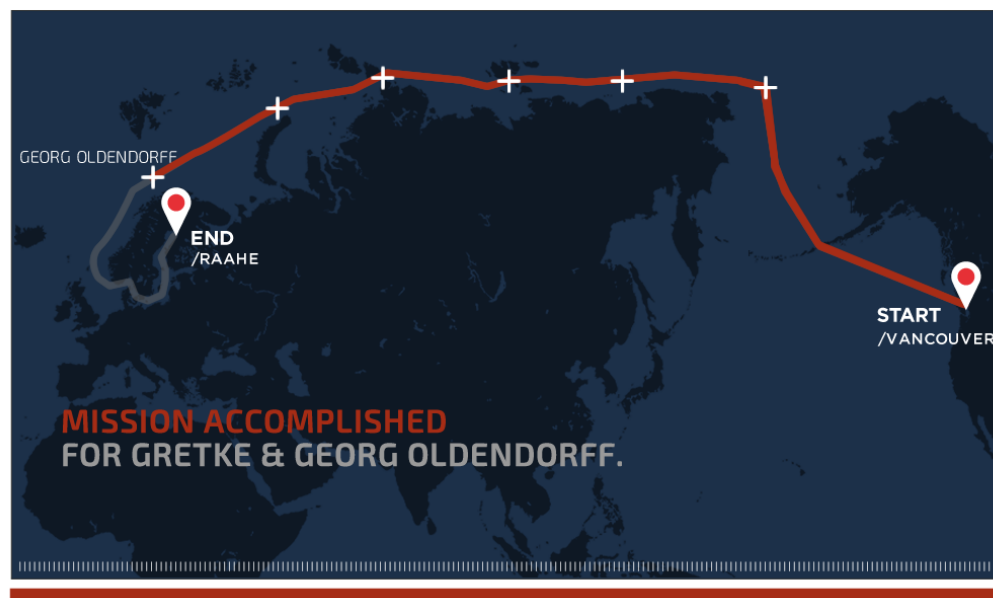 GEORG OLDENDORFF
END
/RAAHE
START
/VANCOUVER
MISSION ACCOMPLISHED
FOR GRETKE & GEORG OLDENDORFF.